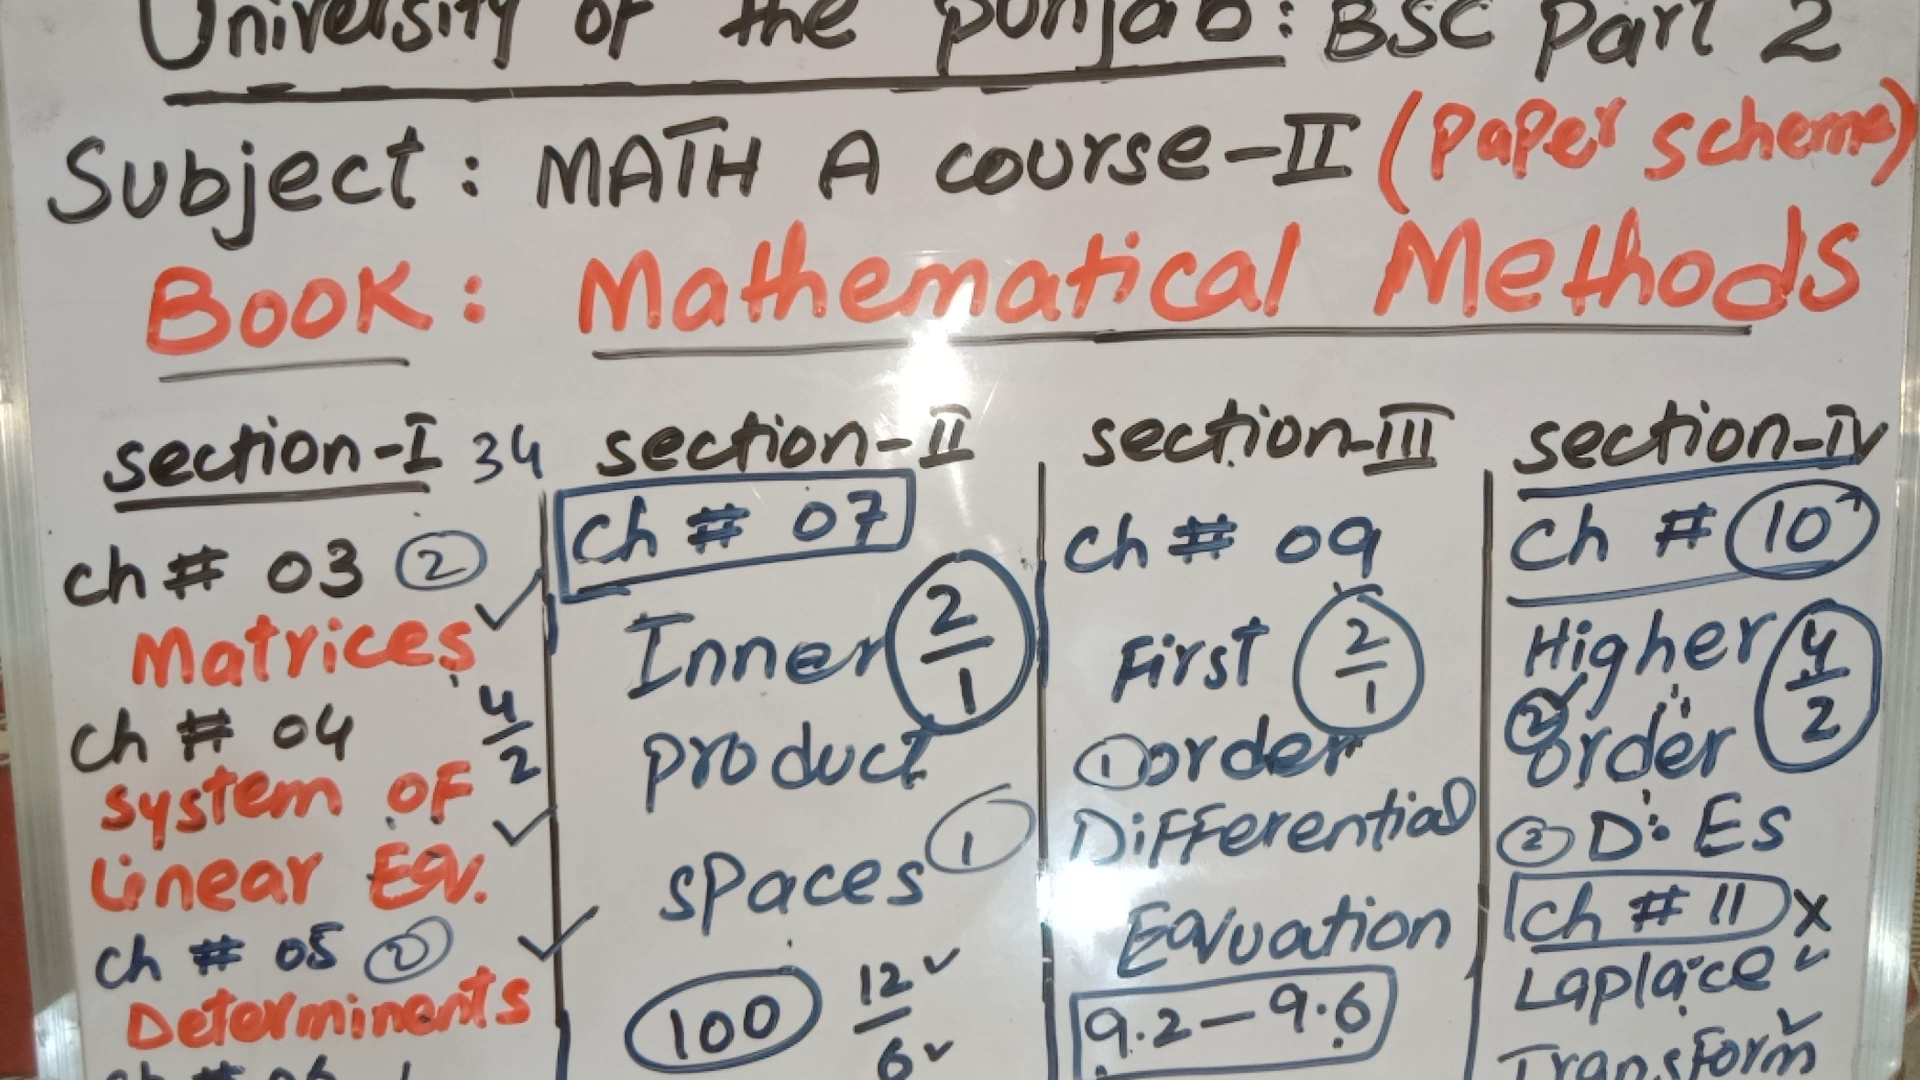 University of the punjab: BSC part 2
Subject: MATH A course-II (Paper scheme)
Book: Mathematical Methods
section-I 34
ch # 03 2
Matrices
ch # 04
4/2
system of
Linear Eq.
ch # 05
Determinents
section-II
ch # 07
Inner 2/1
product
spaces 1
100 12/6
section-III
ch # 09
First 2/1
1 order
Differential
Equation
9.2-9.6
section-IV
ch # 10
Higher 4/2
2 order
2 D.Es
ch # 11 x
Laplace
Transform